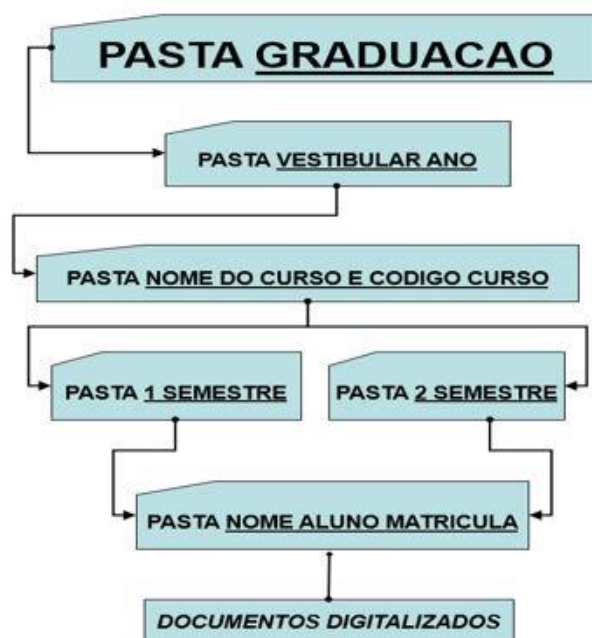 PASTA GRADUACAO
PASTA VESTIBULAR ANO
PASTA NOME DO CURSO E CODIGO CURSO
PASTA 1 SEMESTRE
PASTA 2 SEMESTRE
PASTA NOME ALUNO MATRICULA
DOCUMENTOS DIGITALIZADOS